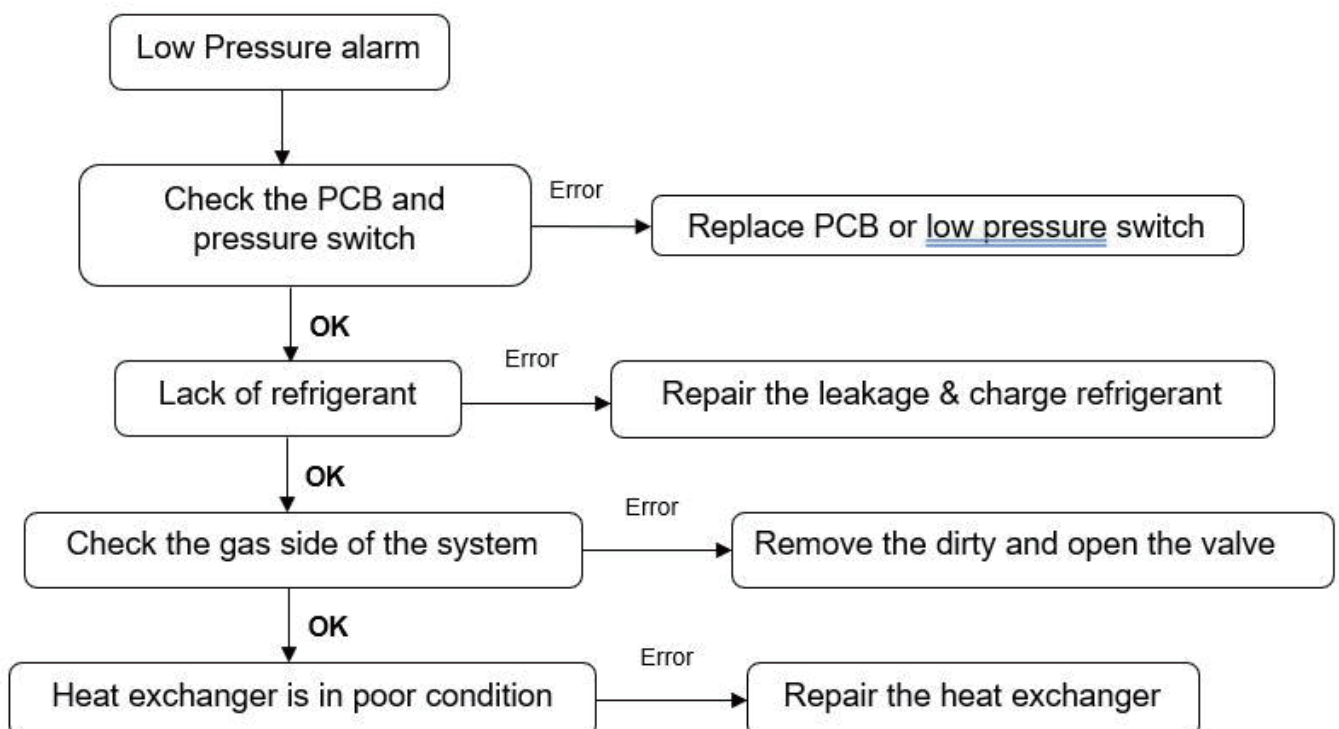 Low Pressure alarm
Check the PCB and
pressure switch
Error
Replace PCB or low pressure switch
OK
Lack of refrigerant
Error
Repair the leakage & charge refrigerant
OK
Check the gas side of the system
Error
Remove the dirty and open the valve
OK
Heat exchanger is in poor condition
Error
Repair the heat exchanger